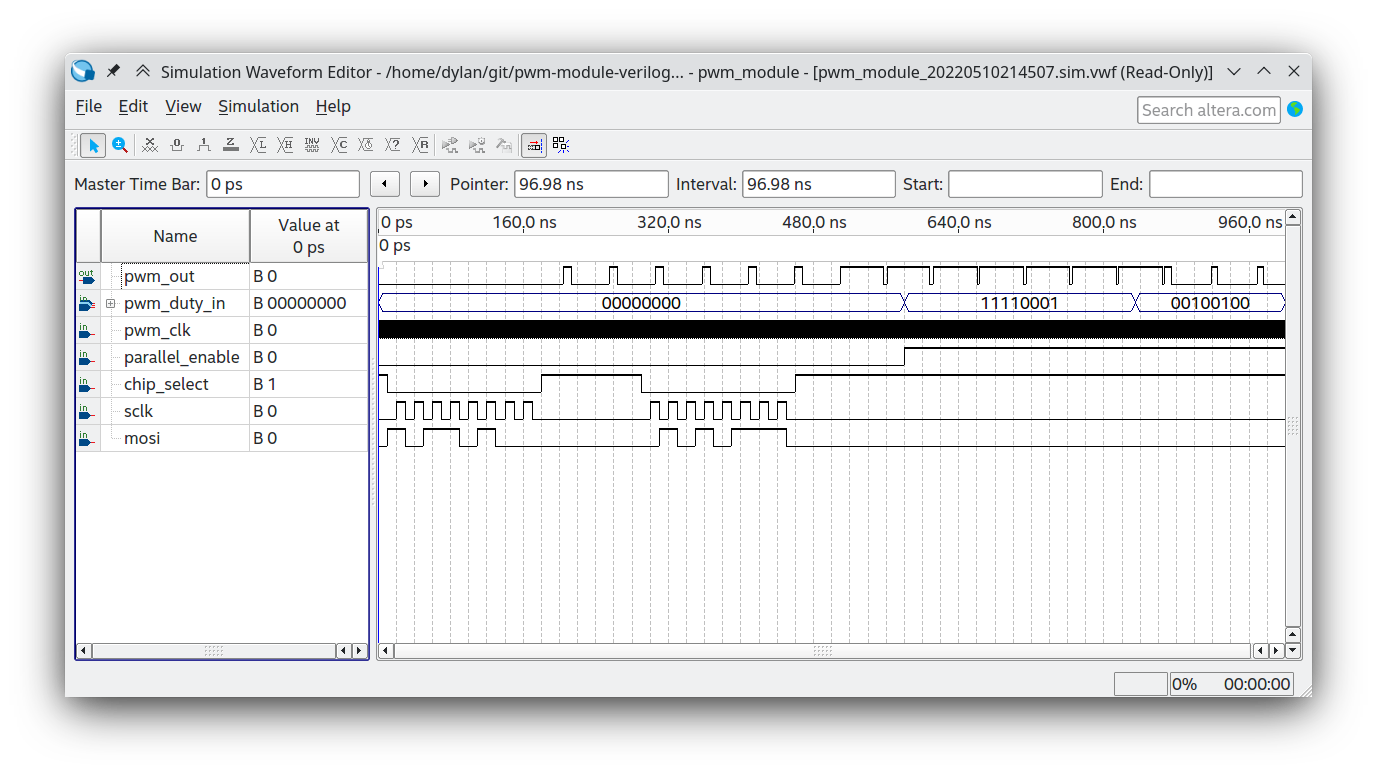 Simulation Waveform Editor - /home/dylan/git/pwm-module-verilog... - pwm_module - [pwm_module_20220510214507.sim.vwf (Read-Only)]
File Edit View Simulation Help
Search altera.com
Master Time Bar: 0 ps Pointer: 96.98 ns Interval: 96.98 ns Start: End:
Name Value at 0 ps
0 ps 160.0 ns 320.0 ns 480.0 ns 640.0 ns 800.0 ns 960.0 ns
0 ps
out pwm_out B 0
in pwm_duty_in B 00000000 00000000 11110001 00100100
in pwm_clk B 0
in parallel_enable B 0
in chip_select B 1
in sclk B 0
in mosi B 0
0% 00:00:00